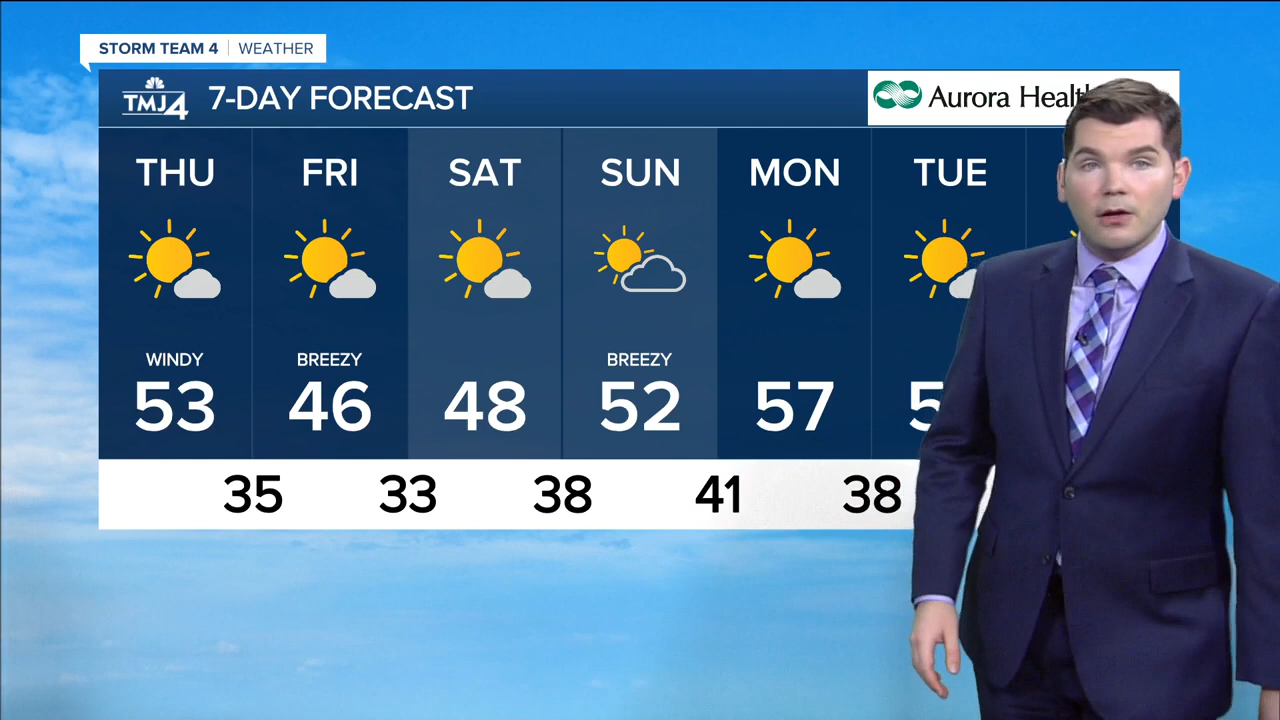 STORM TEAM 4 | WEATHER
TMJ4 7-DAY FORECAST Aurora Health
THU FRI SAT SUN MON TUE
WINDY BREEZY BREEZY
53 46 48 52 57
35 33 38 41 38